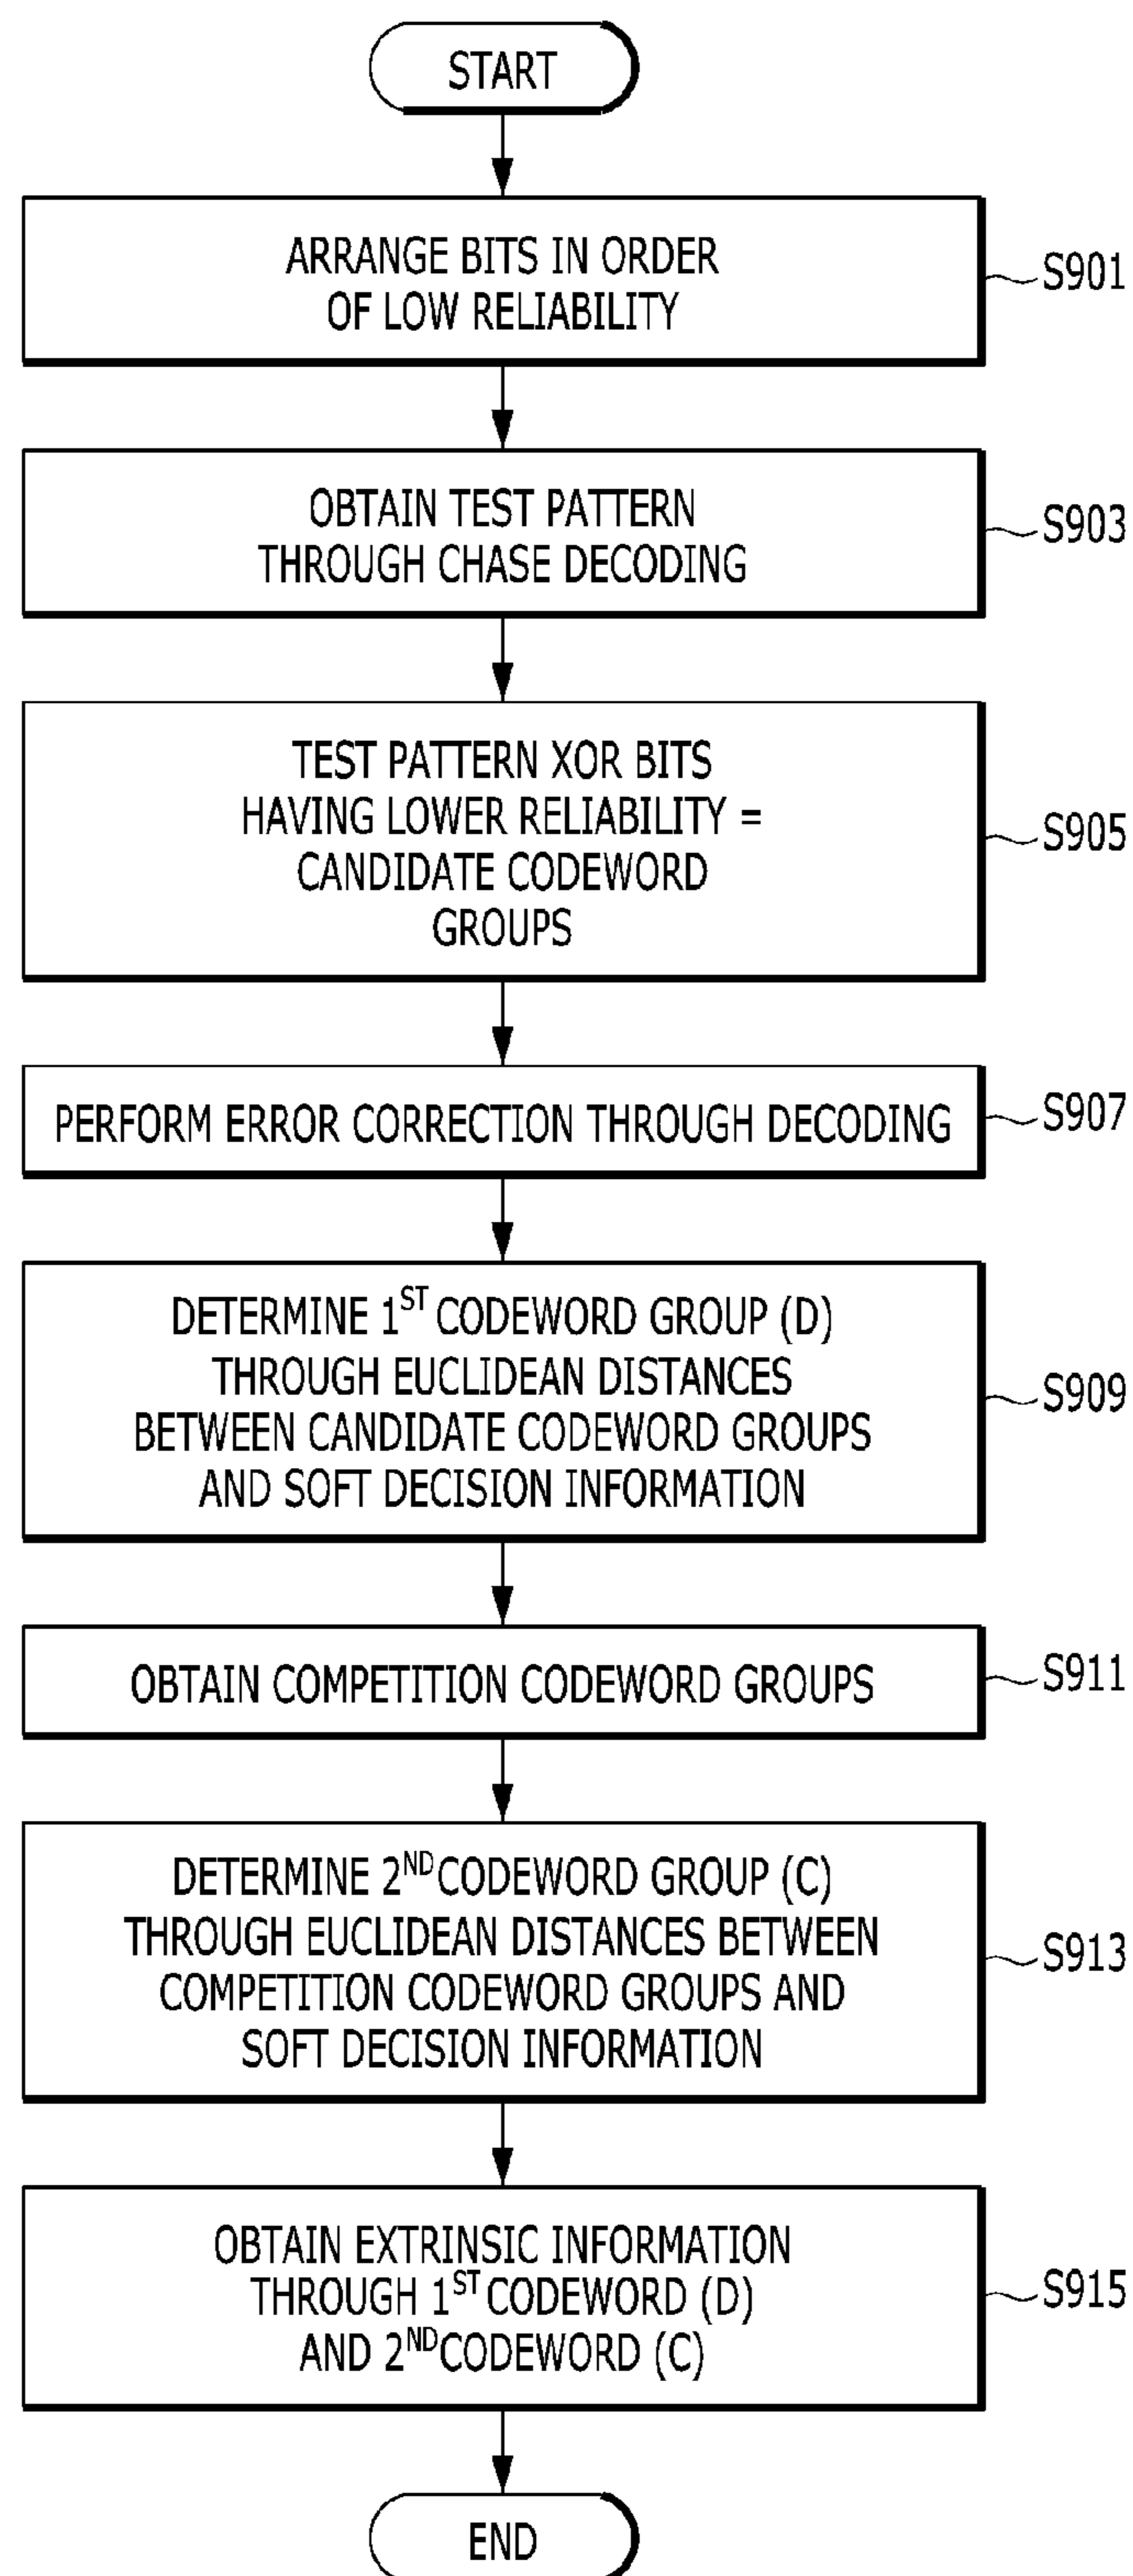 START
ARRANGE BITS IN ORDER
OF LOW RELIABILITY
S901
OBTAIN TEST PATTERN
THROUGH CHASE DECODING
S903
TEST PATTERN XOR BITS
HAVING LOWER RELIABILITY =
CANDIDATE CODEWORD
GROUPS
S905
PERFORM ERROR CORRECTION THROUGH DECODING
S907
DETERMINE 1ST CODEWORD GROUP (D)
THROUGH EUCLIDEAN DISTANCES
BETWEEN CANDIDATE CODEWORD GROUPS
AND SOFT DECISION INFORMATION
S909
OBTAIN COMPETITION CODEWORD GROUPS
S911
DETERMINE 2ND CODEWORD GROUP (C)
THROUGH EUCLIDEAN DISTANCES BETWEEN
COMPETITION CODEWORD GROUPS AND
SOFT DECISION INFORMATION
S913
OBTAIN EXTRINSIC INFORMATION
THROUGH 1ST CODEWORD (D)
AND 2ND CODEWORD (C)
S915
END